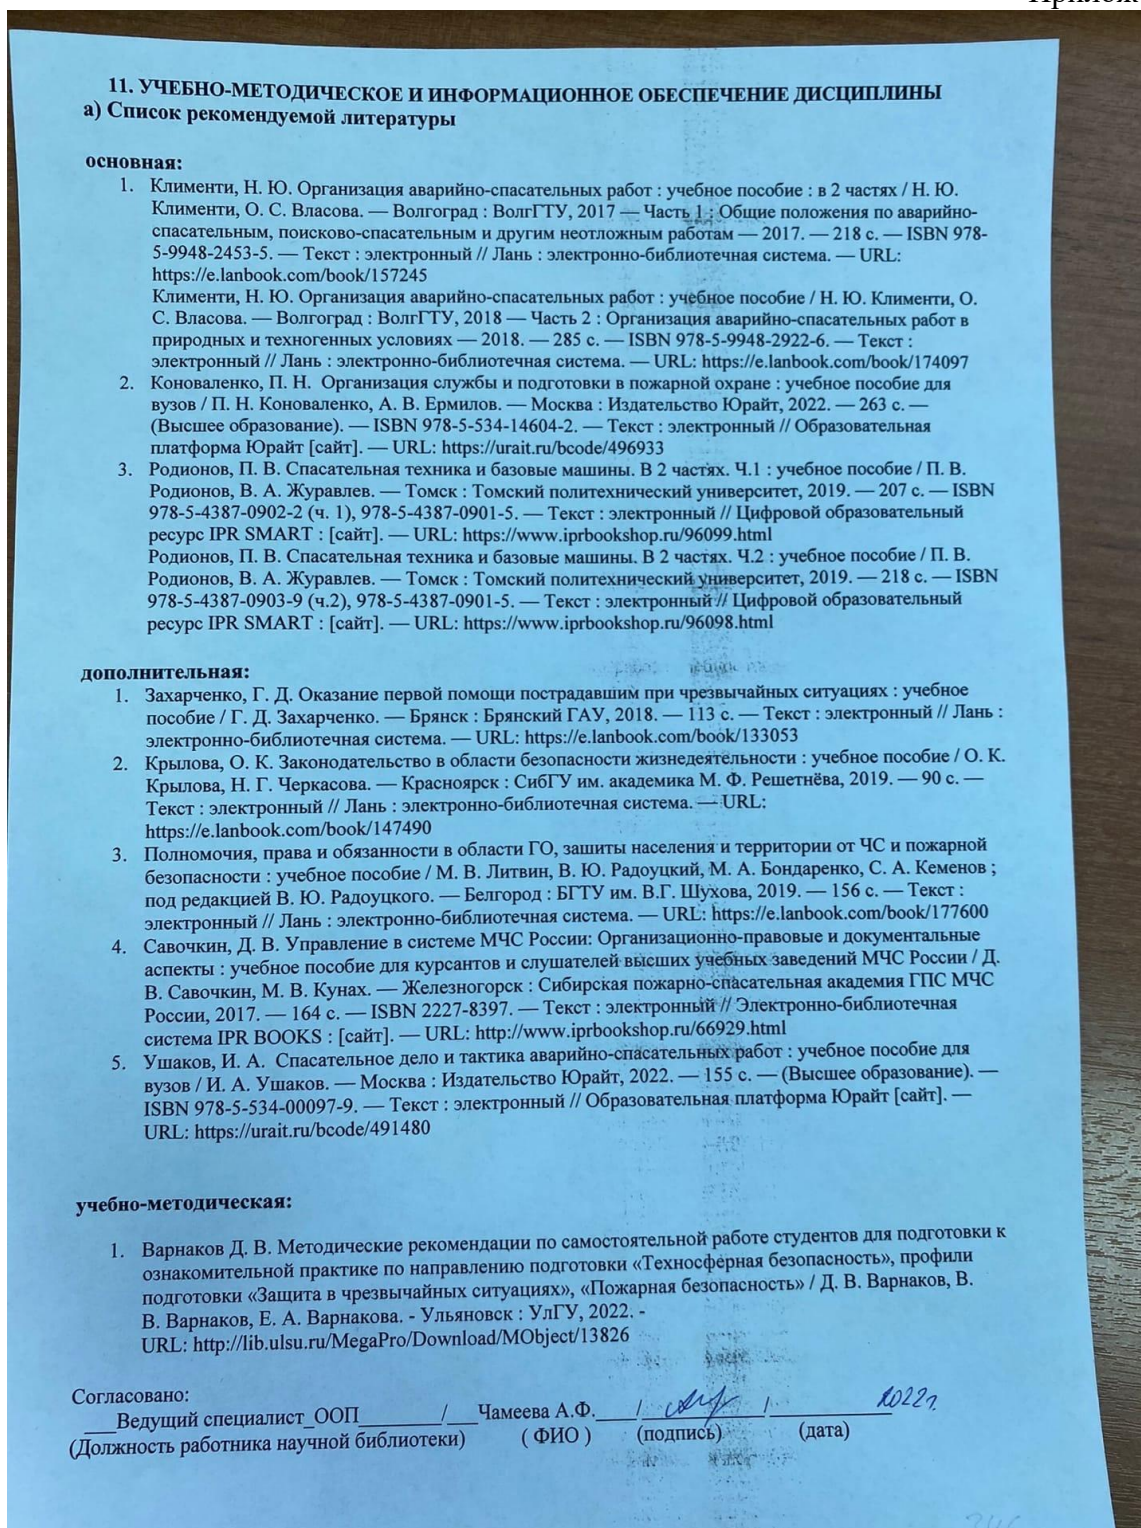 11. УЧЕБНО-МЕТОДИЧЕСКОЕ И ИНФОРМАЦИОННОЕ ОБЕСПЕЧЕНИЕ ДИСЦИПЛИНЫ
а) Список рекомендуемой литературы
основная:
1. Клименти, Н. Ю. Организация аварийно-спасательных работ : учебное пособие : в 2 частях / Н. Ю.
Клименти, О. С. Власова. — Волгоград : ВолгГТУ, 2017 — Часть 1 : Общие положения по аварийно-
спасательным, поисково-спасательным и другим неотложным работам — 2017. — 218 с. — ISBN 978-
5-9948-2453-5. — Текст : электронный // Лань : электронно-библиотечная система. — URL:
https://e.lanbook.com/book/157245
Клименти, Н. Ю. Организация аварийно-спасательных работ : учебное пособие / Н. Ю. Клименти, О.
С. Власова. — Волгоград : ВолгГТУ, 2018 — Часть 2 : Организация аварийно-спасательных работ в
природных и техногенных условиях — 2018. — 285 с. — ISBN 978-5-9948-2922-6. — Текст :
электронный // Лань : электронно-библиотечная система. — URL: https://e.lanbook.com/book/174097
2. Коноваленко, П. Н. Организация службы и подготовки в пожарной охране : учебное пособие для
вузов / П. Н. Коноваленко, А. В. Ермилов. — Москва : Издательство Юрайт, 2022. — 263 с. —
(Высшее образование). — ISBN 978-5-534-14604-2. — Текст : электронный // Образовательная
платформа Юрайт [сайт]. — URL: https://urait.ru/bcode/496933
3. Родионов, П. В. Спасательная техника и базовые машины. В 2 частях. Ч.1 : учебное пособие / П. В.
Родионов, В. А. Журавлев. — Томск : Томский политехнический университет, 2019. — 207 с. — ISBN
978-5-4387-0902-2 (ч. 1), 978-5-4387-0901-5. — Текст : электронный // Цифровой образовательный
ресурс IPR SMART : [сайт]. — URL: https://www.iprbookshop.ru/96099.html
Родионов, П. В. Спасательная техника и базовые машины. В 2 частях. Ч.2 : учебное пособие / П. В.
Родионов, В. А. Журавлев. — Томск : Томский политехнический университет, 2019. — 218 с. — ISBN
978-5-4387-0903-9 (ч.2), 978-5-4387-0901-5. — Текст : электронный // Цифровой образовательный
ресурс IPR SMART : [сайт]. — URL: https://www.iprbookshop.ru/96098.html
дополнительная:
1. Захарченко, Г. Д. Оказание первой помощи пострадавшим при чрезвычайных ситуациях : учебное
пособие / Г. Д. Захарченко. — Брянск : Брянский ГАУ, 2018. — 113 с. — Текст : электронный // Лань :
электронно-библиотечная система. — URL: https://e.lanbook.com/book/133053
2. Крылова, О. К. Законодательство в области безопасности жизнедеятельности : учебное пособие / О. К.
Крылова, Н. Г. Черкасова. — Красноярск : СибГУ им. академика М. Ф. Решетнёва, 2019. — 90 с. —
Текст : электронный // Лань : электронно-библиотечная система. — URL:
https://e.lanbook.com/book/147490
3. Полномочия, права и обязанности в области ГО, зашиты населения и территории от ЧС и пожарной
безопасности : учебное пособие / М. В. Литвин, В. Ю. Радоуцкий, М. А. Бондаренко, С. А. Кеменов ;
под редакцией В. Ю. Радоуцкого. — Белгород : БГТУ им. В.Г. Шухова, 2019. — 156 с. — Текст :
электронный // Лань : электронно-библиотечная система. — URL: https://e.lanbook.com/book/177600
4. Савочкин, Д. В. Управление в системе МЧС России: Организационно-правовые и документальные
аспекты : учебное пособие для курсантов и слушателей высших учебных заведений МЧС России / Д.
В. Савочкин, М. В. Кунах. — Железногорск : Сибирская пожарно-спасательная академия ГПС МЧС
России, 2017. — 164 с. — ISBN 2227-8397. — Текст : электронный // Электронно-библиотечная
система IPR BOOKS : [сайт]. — URL: http://www.iprbookshop.ru/66929.html
5. Ушаков, И. А. Спасательное дело и тактика аварийно-спасательных работ : учебное пособие для
вузов / И. А. Ушаков. — Москва : Издательство Юрайт, 2022. — 155 с. — (Высшее образование). —
ISBN 978-5-534-00097-9. — Текст : электронный // Образовательная платформа Юрайт [сайт]. —
URL: https://urait.ru/bcode/491480
учебно-методическая:
1. Варнаков Д. В. Методические рекомендации по самостоятельной работе студентов для подготовки к
ознакомительной практике по направлению подготовки «Техносферная безопасность», профили
подготовки «Защита в чрезвычайных ситуациях», «Пожарная безопасность» / Д. В. Варнаков, В.
В. Варнаков, Е. А. Варнакова. - Ульяновск : УлГУ, 2022. -
URL: http://lib.ulsu.ru/MegaPro/Download/MObject/13826
Согласовано:
___Ведущий специалист_ООП________/___Чамеева А.Ф.____/___________/___________ 2022г.
(Должность работника научной библиотеки) ( ФИО ) (подпись) (дата)